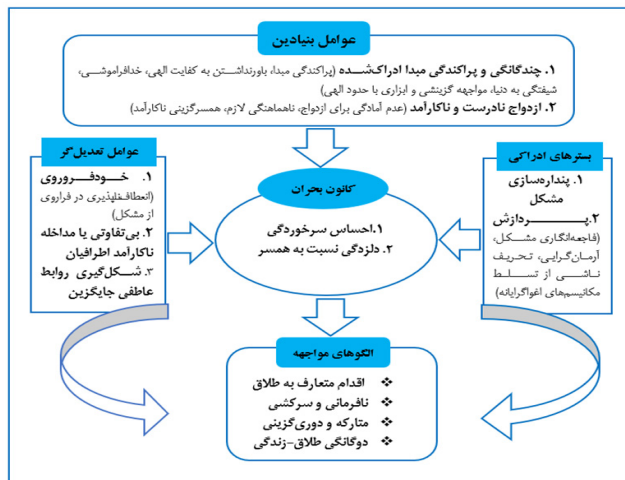 عوامل بنیادین
۱. چندگانگی و پراکندگی مبدا ادراک‌شده (پراکندگی مبدا، باورنداشتن به کفایت الهی، خدافراموشی،
شیفتگی به دنیا، مواجهه گزینشی و ابزاری با حدود الهی)
۲. ازدواج نادرست و ناکارآمد (عدم آمادگی برای ازدواج، ناهماهنگی لازم، همسرگزینی ناکارآمد)
بسترهای ادراکی
۱. پنداره‌سازی
مشکل
۲. پردازش
(فاجعه‌انگاری مشکل،
آرمان‌گرایی، تحریف
ناشی از تسلط
مکانیسم‌های اغواگرایانه)
کانون بحران
۱. احساس سرخوردگی
۲. دلزدگی نسبت به همسر
عوامل تعدیل‌گر
۱. خودفروروی
(انعطاف‌ناپذیری در فراروی
از مشکل)
۲. بی‌تفاوتی یا مداخله
ناکارآمد اطرافیان
۳. شکل‌گیری روابط
عاطفی جایگزین
الگوهای مواجهه
❖ اقدام متعارف به طلاق
❖ نافرمانی و سرکشی
❖ متارکه و دوری‌گزینی
❖ دوگانگی طلاق-زندگی